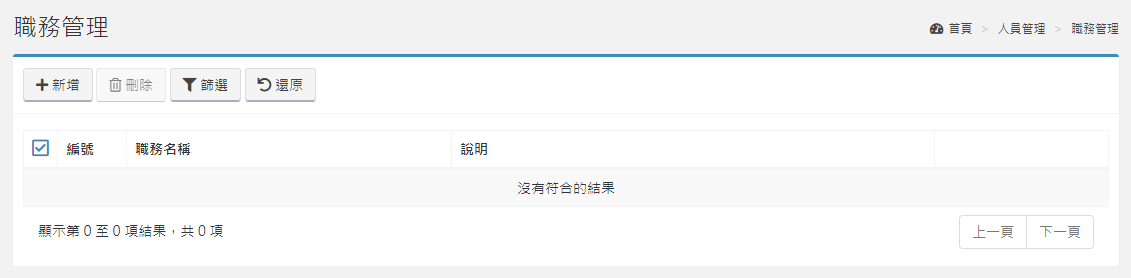 職務管理
首頁 > 人員管理 > 職務管理
新增 刪除 篩選 還原
編號 職務名稱 說明
沒有符合的結果
顯示第 0 至 0 項結果，共 0 項
上一頁 下一頁